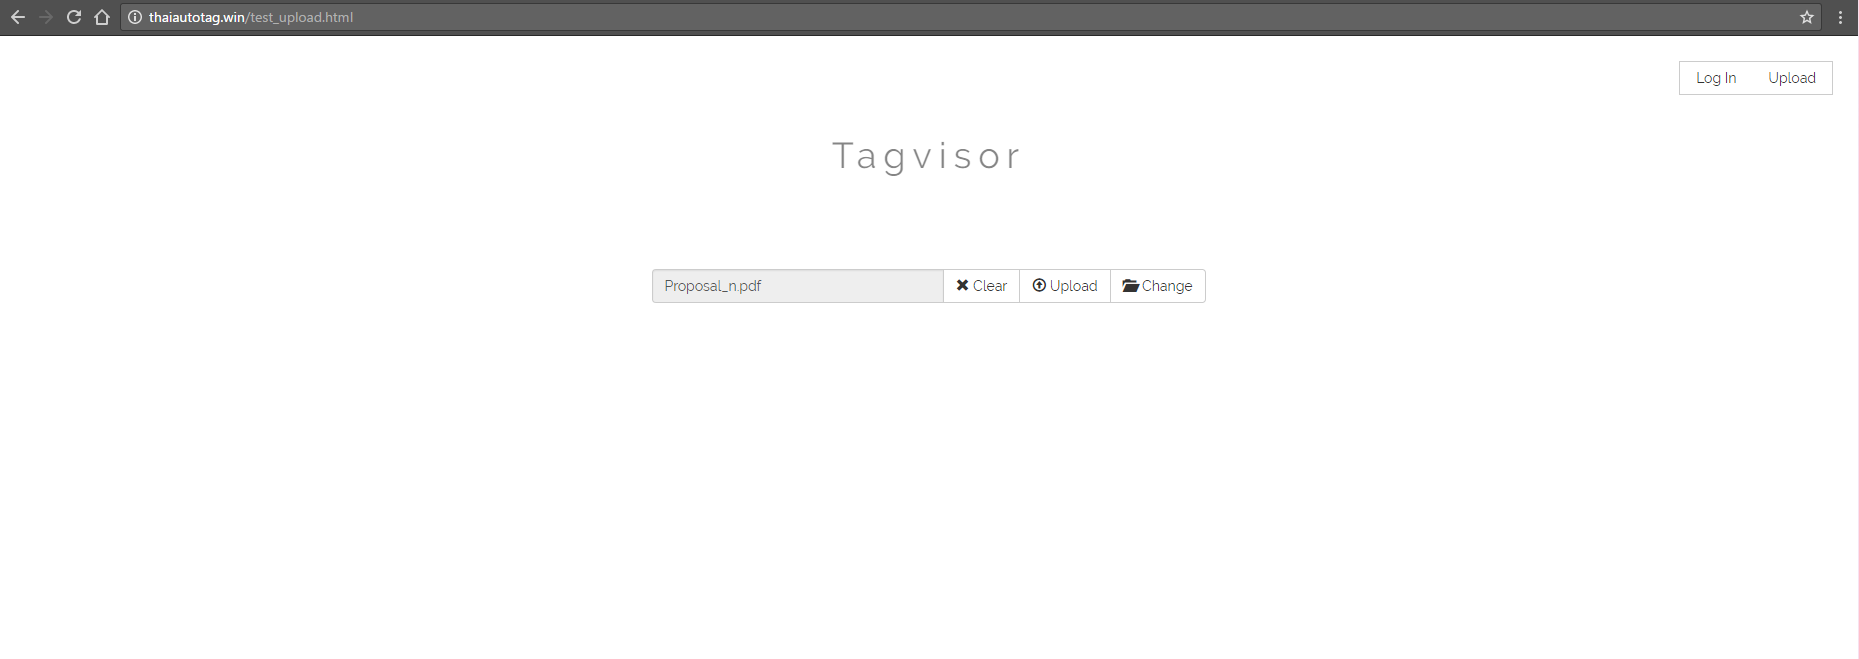 thaiautotag.win/test_upload.html
Log In Upload
Tagvisor
Proposal_n.pdf Clear Upload Change